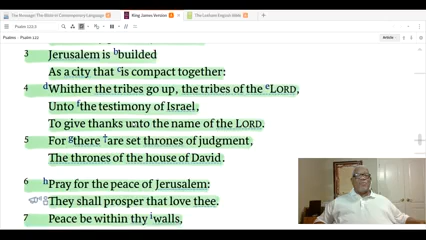 The Message: The Bible in Contemporary Language
King James Version
The Lexham English Bible
Psalm 122:3
Article
3 Jerusalem is b builded
As a city that c is compact together:
4 d Whither the tribes go up, the tribes of the e LORD,
Unto f the testimony of Israel,
To give thanks unto the name of the LORD.
5 For g there † are set thrones of judgment,
The thrones of the house of David.
6 h Pray for the peace of Jerusalem:
8 They shall prosper that love thee.
7 Peace be within thy i walls,